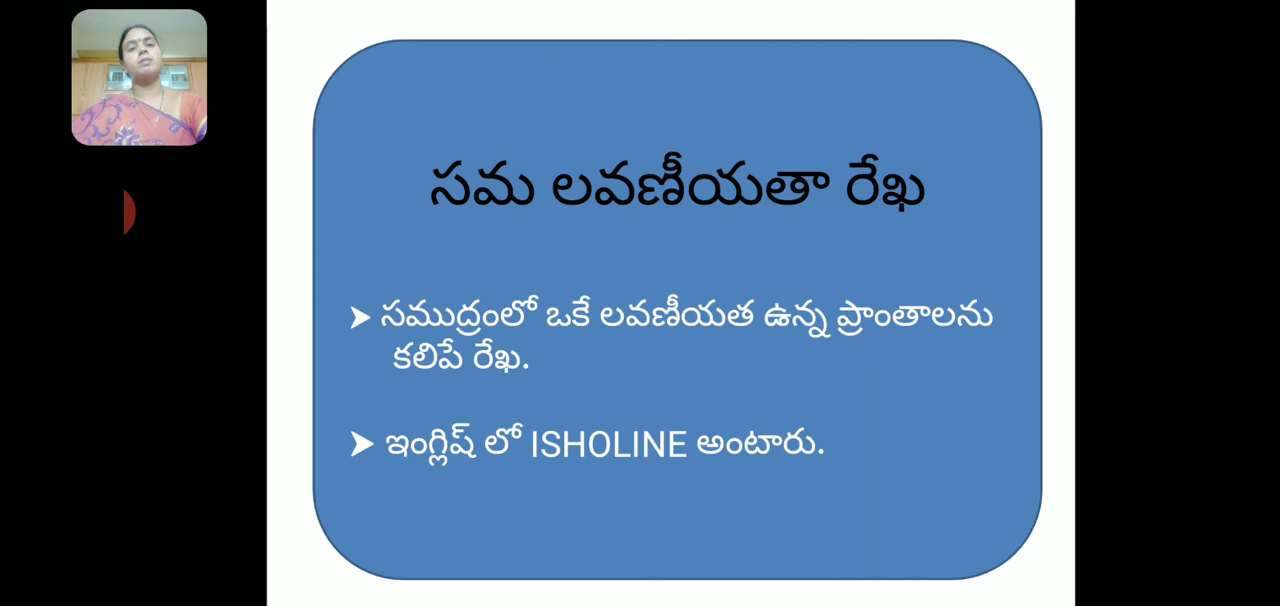 సమ లవణీయతా రేఖ
➤ సముద్రంలో ఒకే లవణీయత ఉన్న ప్రాంతాలను
కలిపే రేఖ.
➤ ఇంగ్లిష్ లో ISHOLINE అంటారు.